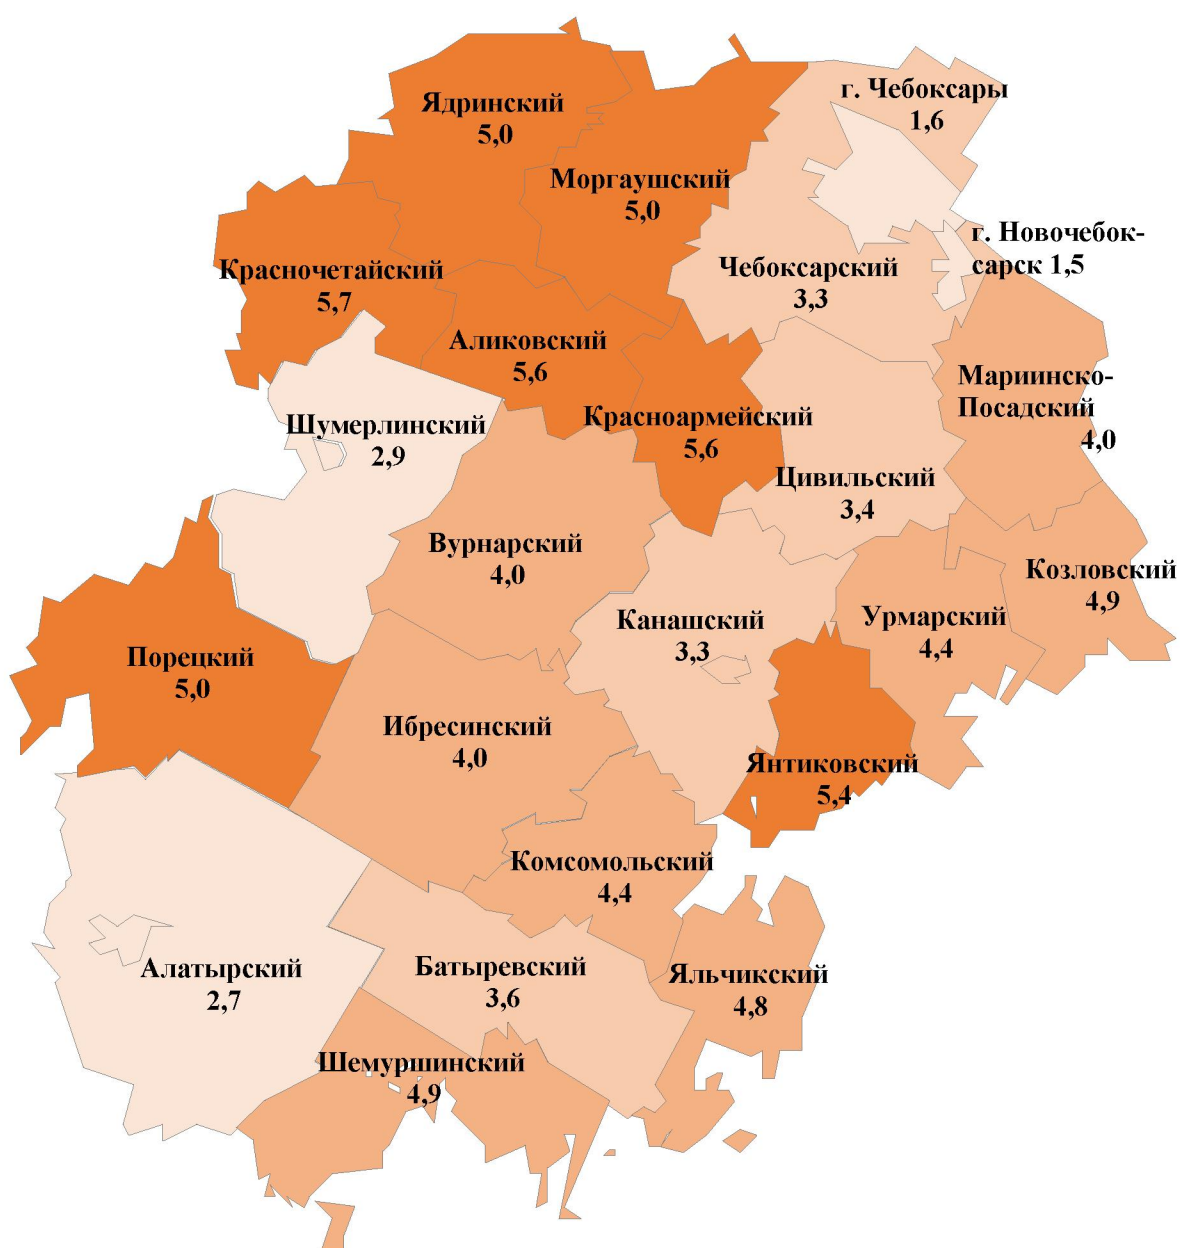 г. Чебоксары
1,6
Ядринский
5,0
Моргаушский
5,0
г. Новочебок-
сарск 1,5
Чебоксарский
3,3
Красночетайский
5,7
Аликовский
5,6
Мариинско-
Посадский
4,0
Красноармейский
5,6
Шумерлинский
2,9
Цивильский
3,4
Вурнарский
4,0
Козловский
4,9
Канашский
3,3
Урмарский
4,4
Порецкий
5,0
Ибресинский
4,0
Янтиковский
5,4
Комсомольский
4,4
Алатырский
2,7
Батыревский
3,6
Яльчикский
4,8
Шемуршинский
4,9